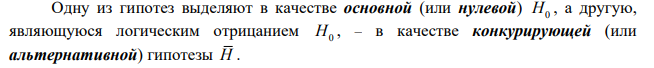 Одну из гипотез выделяют в качестве основной (или нулевой) H₀, а другую,
являющуюся логическим отрицанием H₀, – в качестве конкурирующей (или
альтернативной) гипотезы H̅.